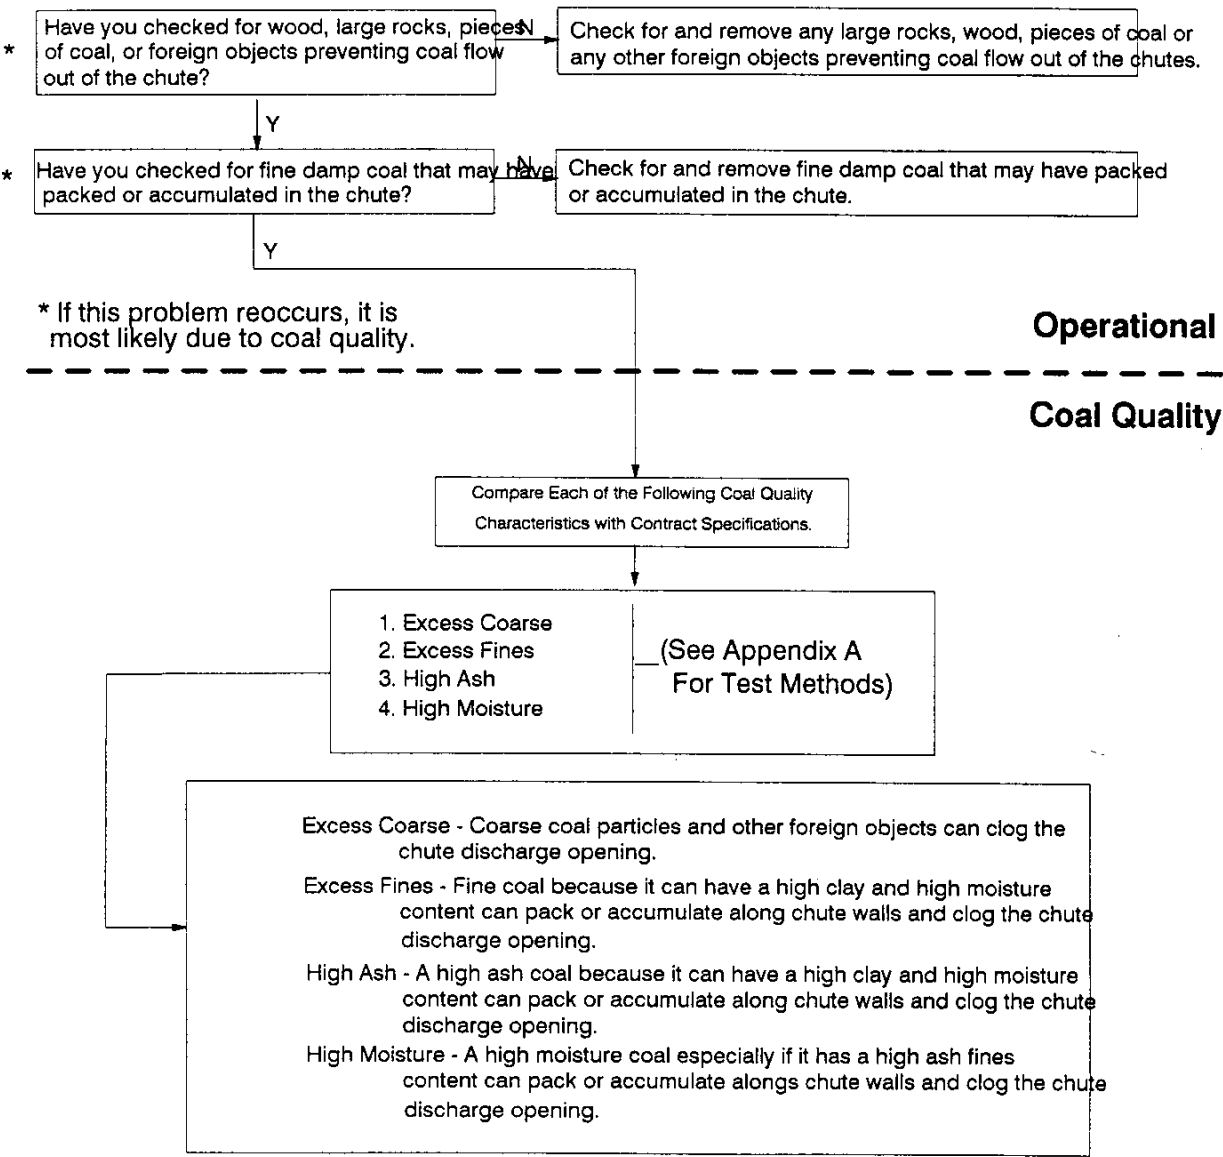 Have you checked for wood, large rocks, pieces
of coal, or foreign objects preventing coal flow
out of the chute?
*
N
Check for and remove any large rocks, wood, pieces of coal or
any other foreign objects preventing coal flow out of the chutes.
Y
Have you checked for fine damp coal that may have
packed or accumulated in the chute?
*
N
Check for and remove fine damp coal that may have packed
or accumulated in the chute.
Y
* If this problem reoccurs, it is
most likely due to coal quality.
Operational
Coal Quality
Compare Each of the Following Coal Quality
Characteristics with Contract Specifications.
1. Excess Coarse
2. Excess Fines
3. High Ash
4. High Moisture
(See Appendix A
For Test Methods)
Excess Coarse - Coarse coal particles and other foreign objects can clog the
chute discharge opening.
Excess Fines - Fine coal because it can have a high clay and high moisture
content can pack or accumulate along chute walls and clog the chute
discharge opening.
High Ash - A high ash coal because it can have a high clay and high moisture
content can pack or accumulate along chute walls and clog the chute
discharge opening.
High Moisture - A high moisture coal especially if it has a high ash fines
content can pack or accumulate alongs chute walls and clog the chute
discharge opening.